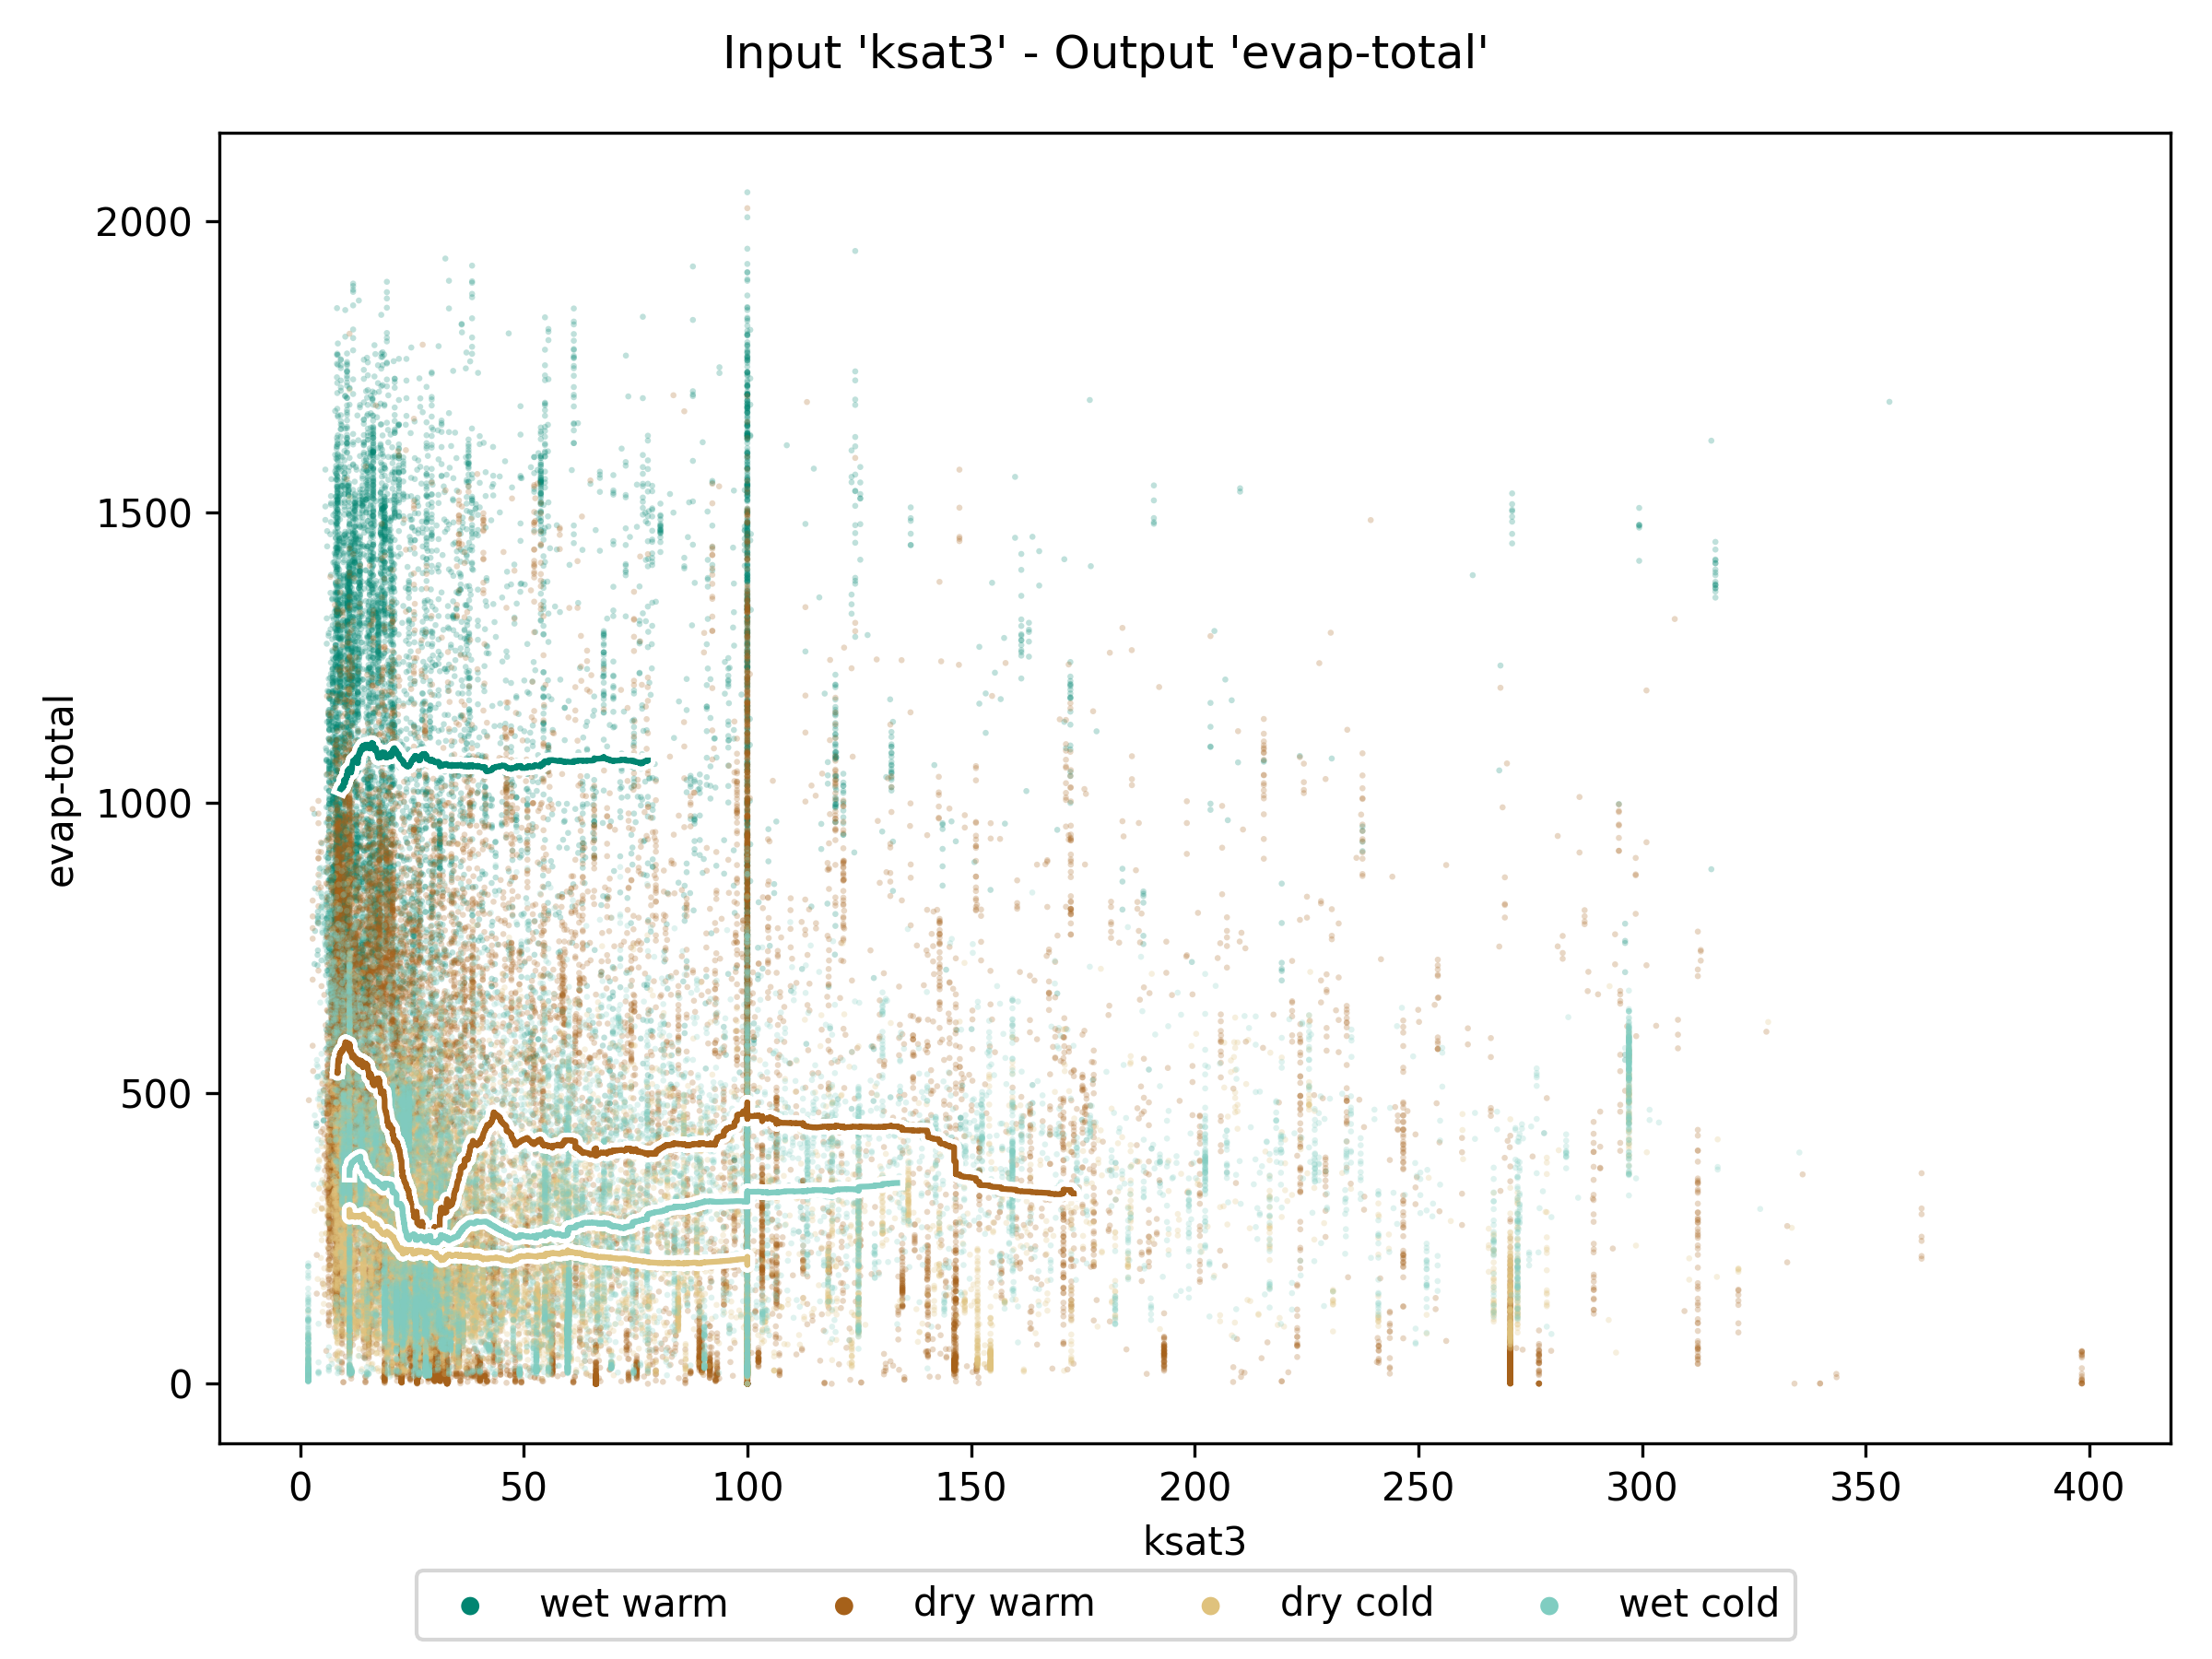 Input 'ksat3' - Output 'evap-total'
evap-total
2000
1500
1000
500
0
0 50 100 150 200 250 300 350 400
ksat3
wet warm dry warm dry cold wet cold